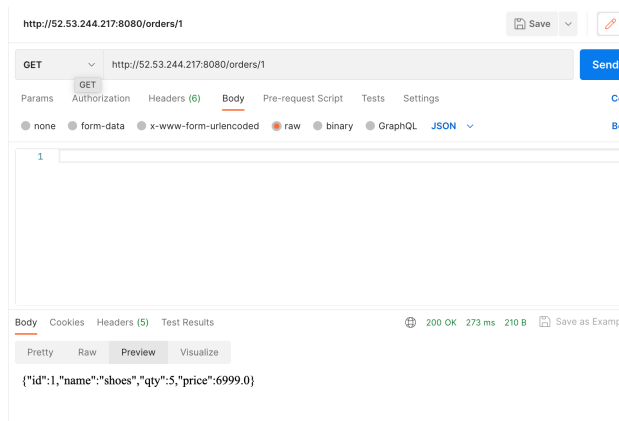 http://52.53.244.217:8080/orders/1
Save
GET http://52.53.244.217:8080/orders/1 Send
GET
Params Authorization Headers (6) Body Pre-request Script Tests Settings
none form-data x-www-form-urlencoded raw binary GraphQL JSON
1
Body Cookies Headers (5) Test Results 200 OK 273 ms 210 B Save as Examp
Pretty Raw Preview Visualize
{"id":1,"name":"shoes","qty":5,"price":6999.0}